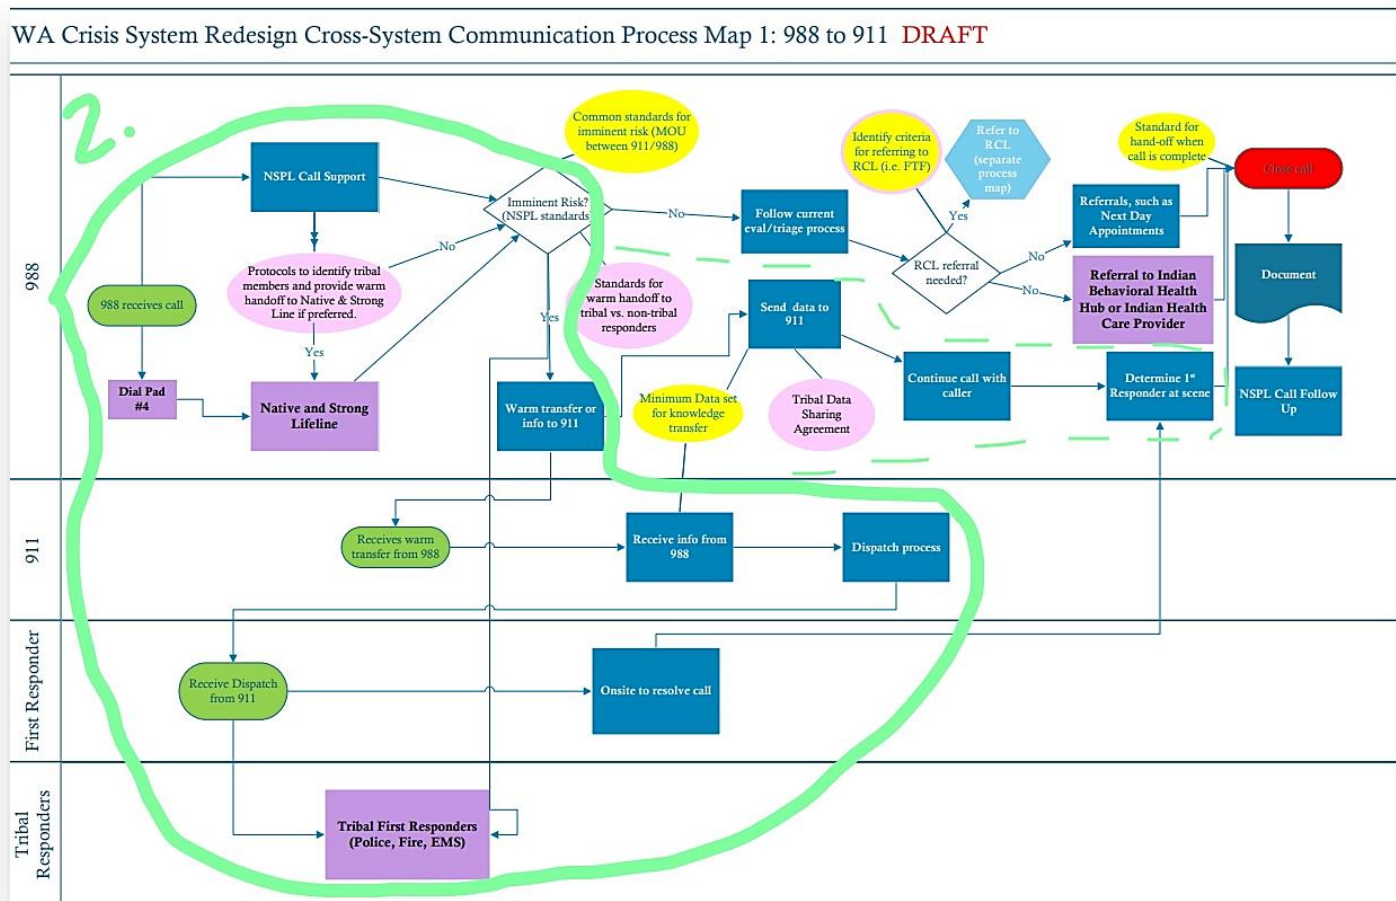 WA Crisis System Redesign Cross-System Communication Process Map 1: 988 to 911 DRAFT
2.
988
NSPL Call Support
Common standards for
imminent risk (MOU
between 911/988)
Imminent Risk?
(NSPL standards
No
Follow current
eval/triage process
Identify criteria
for referring to
RCL (i.e. FTF)
Refer to
RCL
(separate
process
map)
Yes
RCL referral
needed?
No
No
Referrals, such as
Next Day
Appointments
Standard for
hand-off when
call is complete
Close call
Referral to Indian
Behavioral Health
Hub or Indian Health
Care Provider
Document
NSPL Call Follow
Up
988 receives call
Protocols to identify tribal
members and provide warm
handoff to Native & Strong
Line if preferred.
No
Yes
Dial Pad
#4
Native and Strong
Lifeline
Yes
Standards for
warm handoff to
tribal vs. non-tribal
responders
Warm transfer or
info to 911
Send data to
911
Minimum Data set
for knowledge
transfer
Tribal Data
Sharing
Agreement
Continue call with
caller
Determine 1st
Responder at scene
911
Receives warm
transfer from 988
Receive info from
988
Dispatch process
First Responder
Receive Dispatch
from 911
Onsite to resolve call
Tribal
Responders
Tribal First Responders
(Police, Fire, EMS)